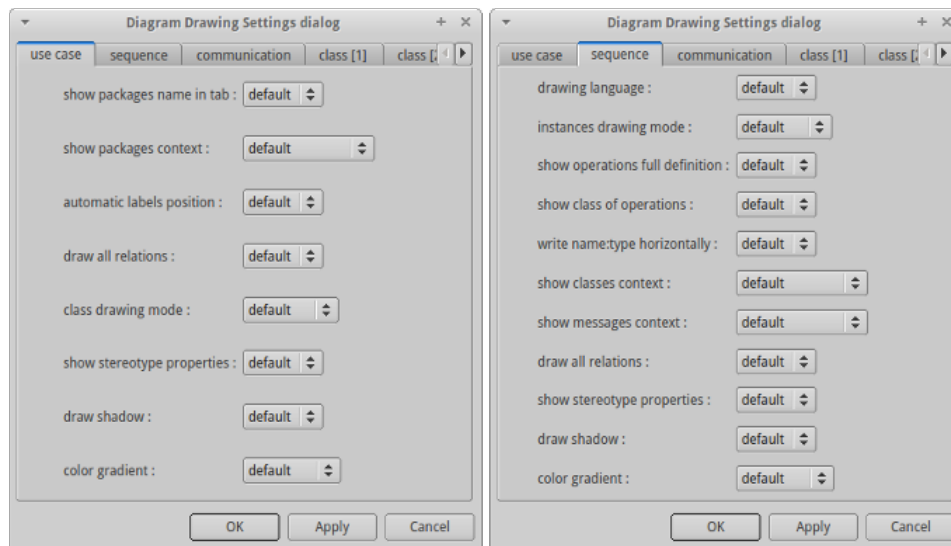 Diagram Drawing Settings dialog
use case sequence communication class [1] class [
show packages name in tab : default
show packages context : default
automatic labels position : default
draw all relations : default
class drawing mode : default
show stereotype properties : default
draw shadow : default
color gradient : default
OK Apply Cancel
Diagram Drawing Settings dialog
use case sequence communication class [1] class [
drawing language : default
instances drawing mode : default
show operations full definition : default
show class of operations : default
write name:type horizontally : default
show classes context : default
show messages context : default
draw all relations : default
show stereotype properties : default
draw shadow : default
color gradient : default
OK Apply Cancel